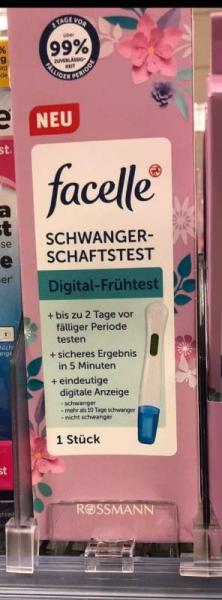 2 TAGE VOR
über
99%
ZUVERLÄSSIG-
KEIT
FÄLLIGER PERIODE
NEU
facelle
SCHWANGER-
SCHAFTSTEST
Digital-Frühtest
+ bis zu 2 Tage vor
fälliger Periode
testen
+ sicheres Ergebnis
in 5 Minuten
+ eindeutige
digitale Anzeige
- schwanger
- mehr als 10 Tage schwanger
- nicht schwanger
1 Stück
ROSSMANN